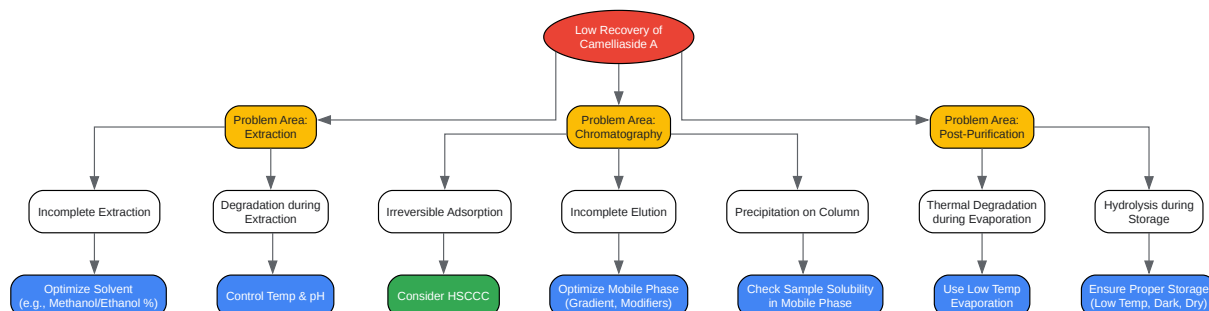 Low Recovery of
Camelliaside A
Problem Area:
Extraction
Problem Area:
Chromatography
Problem Area:
Post-Purification
Incomplete Extraction
Degradation during
Extraction
Irreversible Adsorption
Incomplete Elution
Precipitation on Column
Thermal Degradation
during Evaporation
Hydrolysis during
Storage
Optimize Solvent
(e.g., Methanol/Ethanol %)
Control Temp & pH
Consider HSCCC
Optimize Mobile Phase
(Gradient, Modifiers)
Check Sample Solubility
in Mobile Phase
Use Low Temp
Evaporation
Ensure Proper Storage
(Low Temp, Dark, Dry)